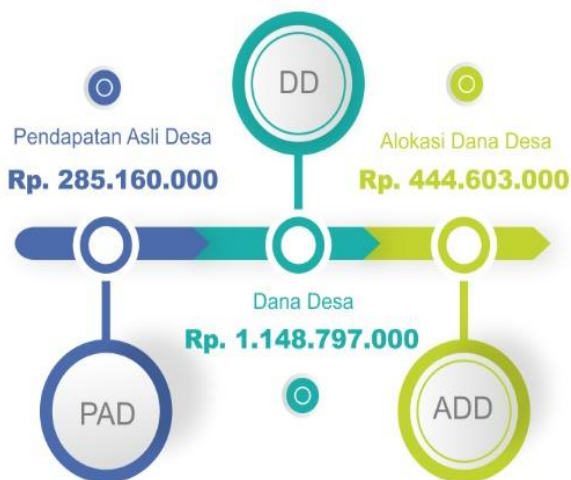 DD
Pendapatan Asli Desa
Rp. 285.160.000
Alokasi Dana Desa
Rp. 444.603.000
Dana Desa
Rp. 1.148.797.000
PAD
ADD